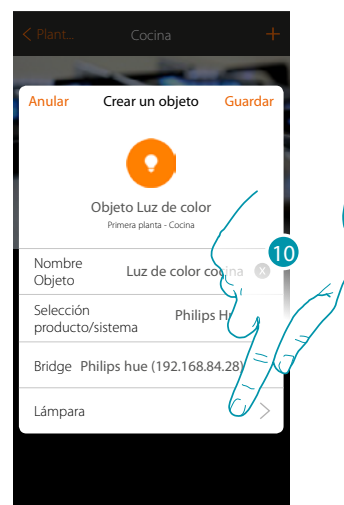 Plant... Cocina +
Anular Crear un objeto Guardar
Objeto Luz de color
Primera planta - Cocina
Nombre Objeto Luz de color cocina
10
Selección producto/sistema Philips
Bridge Philips hue (192.168.84.28)
Lámpara